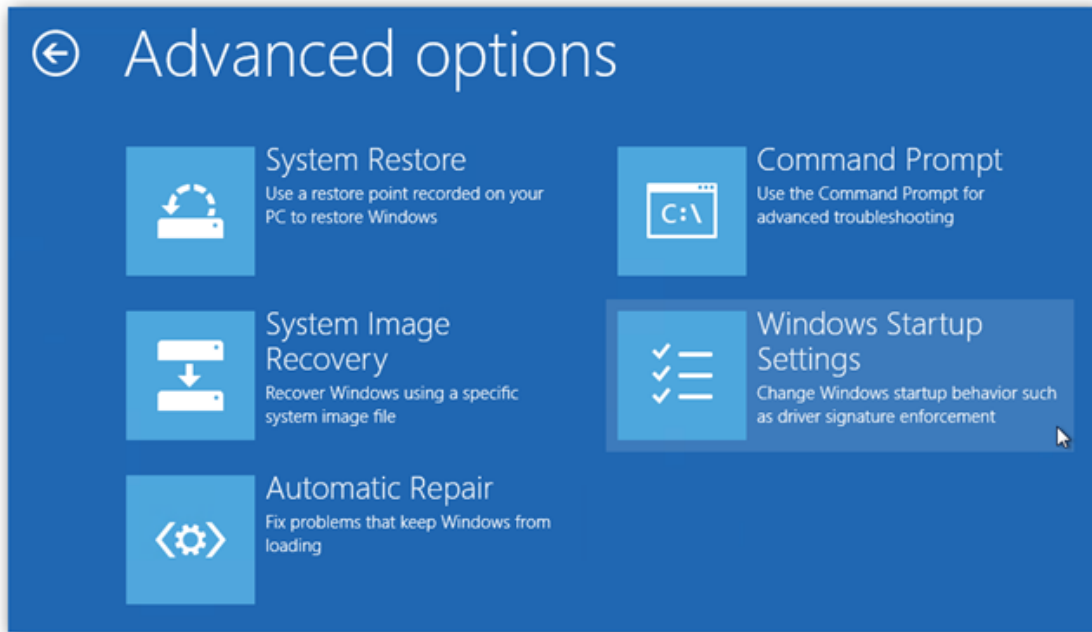 Advanced options
System Restore
Use a restore point recorded on your
PC to restore Windows
Command Prompt
Use the Command Prompt for
advanced troubleshooting
C:\
System Image
Recovery
Recover Windows using a specific
system image file
Windows Startup
Settings
Change Windows startup behavior such
as driver signature enforcement
Automatic Repair
Fix problems that keep Windows from
loading